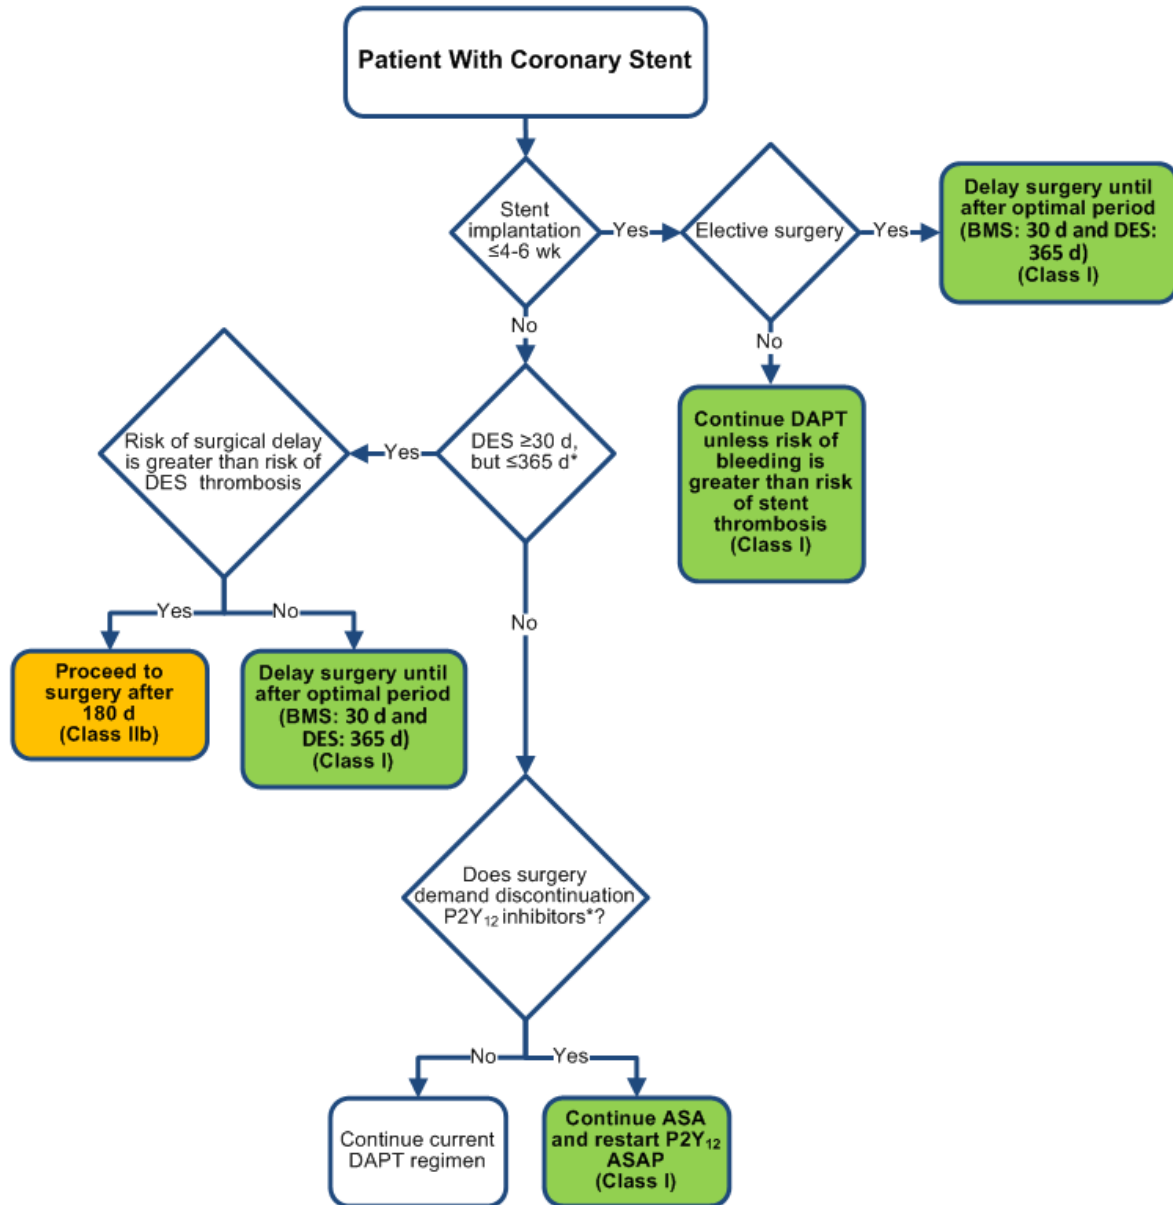 Patient With Coronary Stent
Stent
implantation
≤4-6 wk
Yes
Elective surgery
Yes
Delay surgery until
after optimal period
(BMS: 30 d and DES:
365 d)
(Class I)
No
No
Continue DAPT
unless risk of
bleeding is
greater than risk
of stent
thrombosis
(Class I)
DES ≥30 d,
but ≤365 d*
Yes
Risk of surgical delay
is greater than risk of
DES thrombosis
Yes
No
Proceed to
surgery after
180 d
(Class IIb)
Delay surgery until
after optimal period
(BMS: 30 d and
DES: 365 d)
(Class I)
No
Does surgery
demand discontinuation
P2Y₁₂ inhibitors*?
No
Yes
Continue current
DAPT regimen
Continue ASA
and restart P2Y₁₂
ASAP
(Class I)